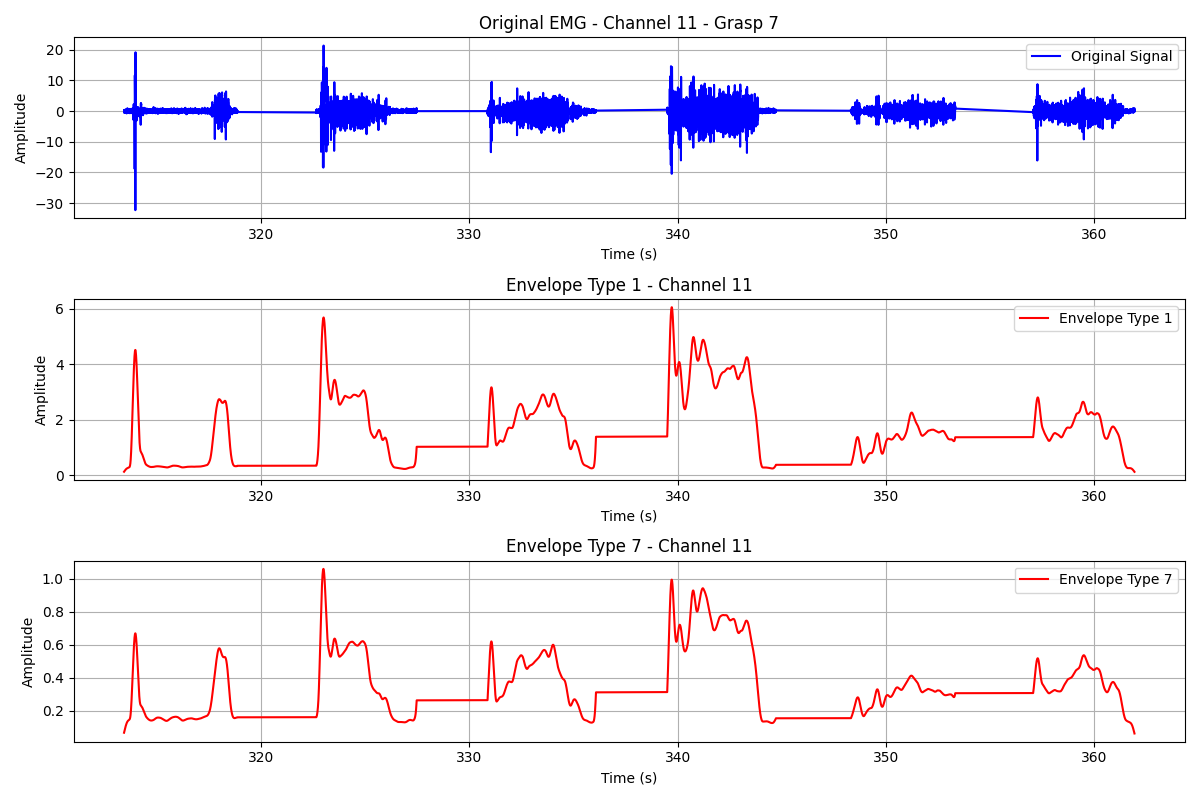 Original EMG - Channel 11 - Grasp 7
Amplitude
20
10
0
−10
−20
−30
Original Signal
320
330
340
350
360
Time (s)
Envelope Type 1 - Channel 11
Amplitude
6
4
2
0
Envelope Type 1
320
330
340
350
360
Time (s)
Envelope Type 7 - Channel 11
Amplitude
1.0
0.8
0.6
0.4
0.2
Envelope Type 7
320
330
340
350
360
Time (s)